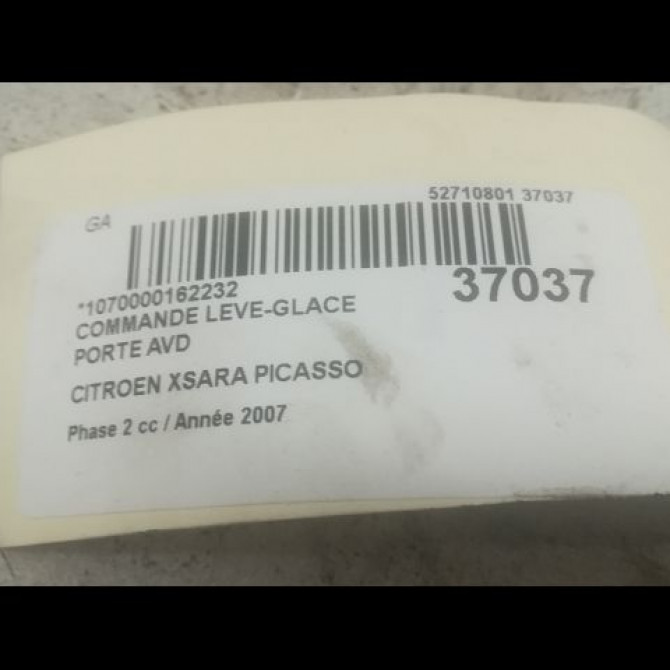 52710801 37037
GA
*1070000162232
37037
COMMANDE LEVE-GLACE
PORTE AVD
CITROEN XSARA PICASSO
Phase 2 cc / Année 2007